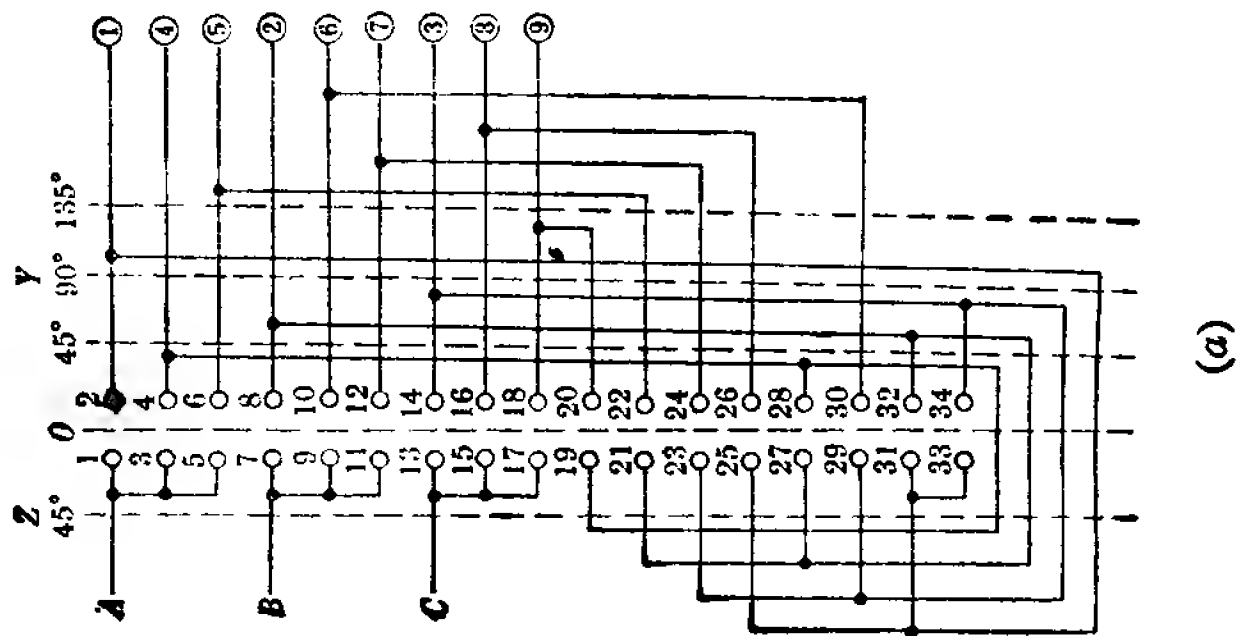 ① ④ ⑤ ② ⑥ ⑦ ③ ⑧ ⑨
Y 135°
90°
45°
2 4 6 8 10 12 14 16 18 20 22 24 26 28 30 32 34
0
1 3 5 7 9 11 13 15 17 19 21 23 25 27 29 31 33
Z 45°
A B C
(a)